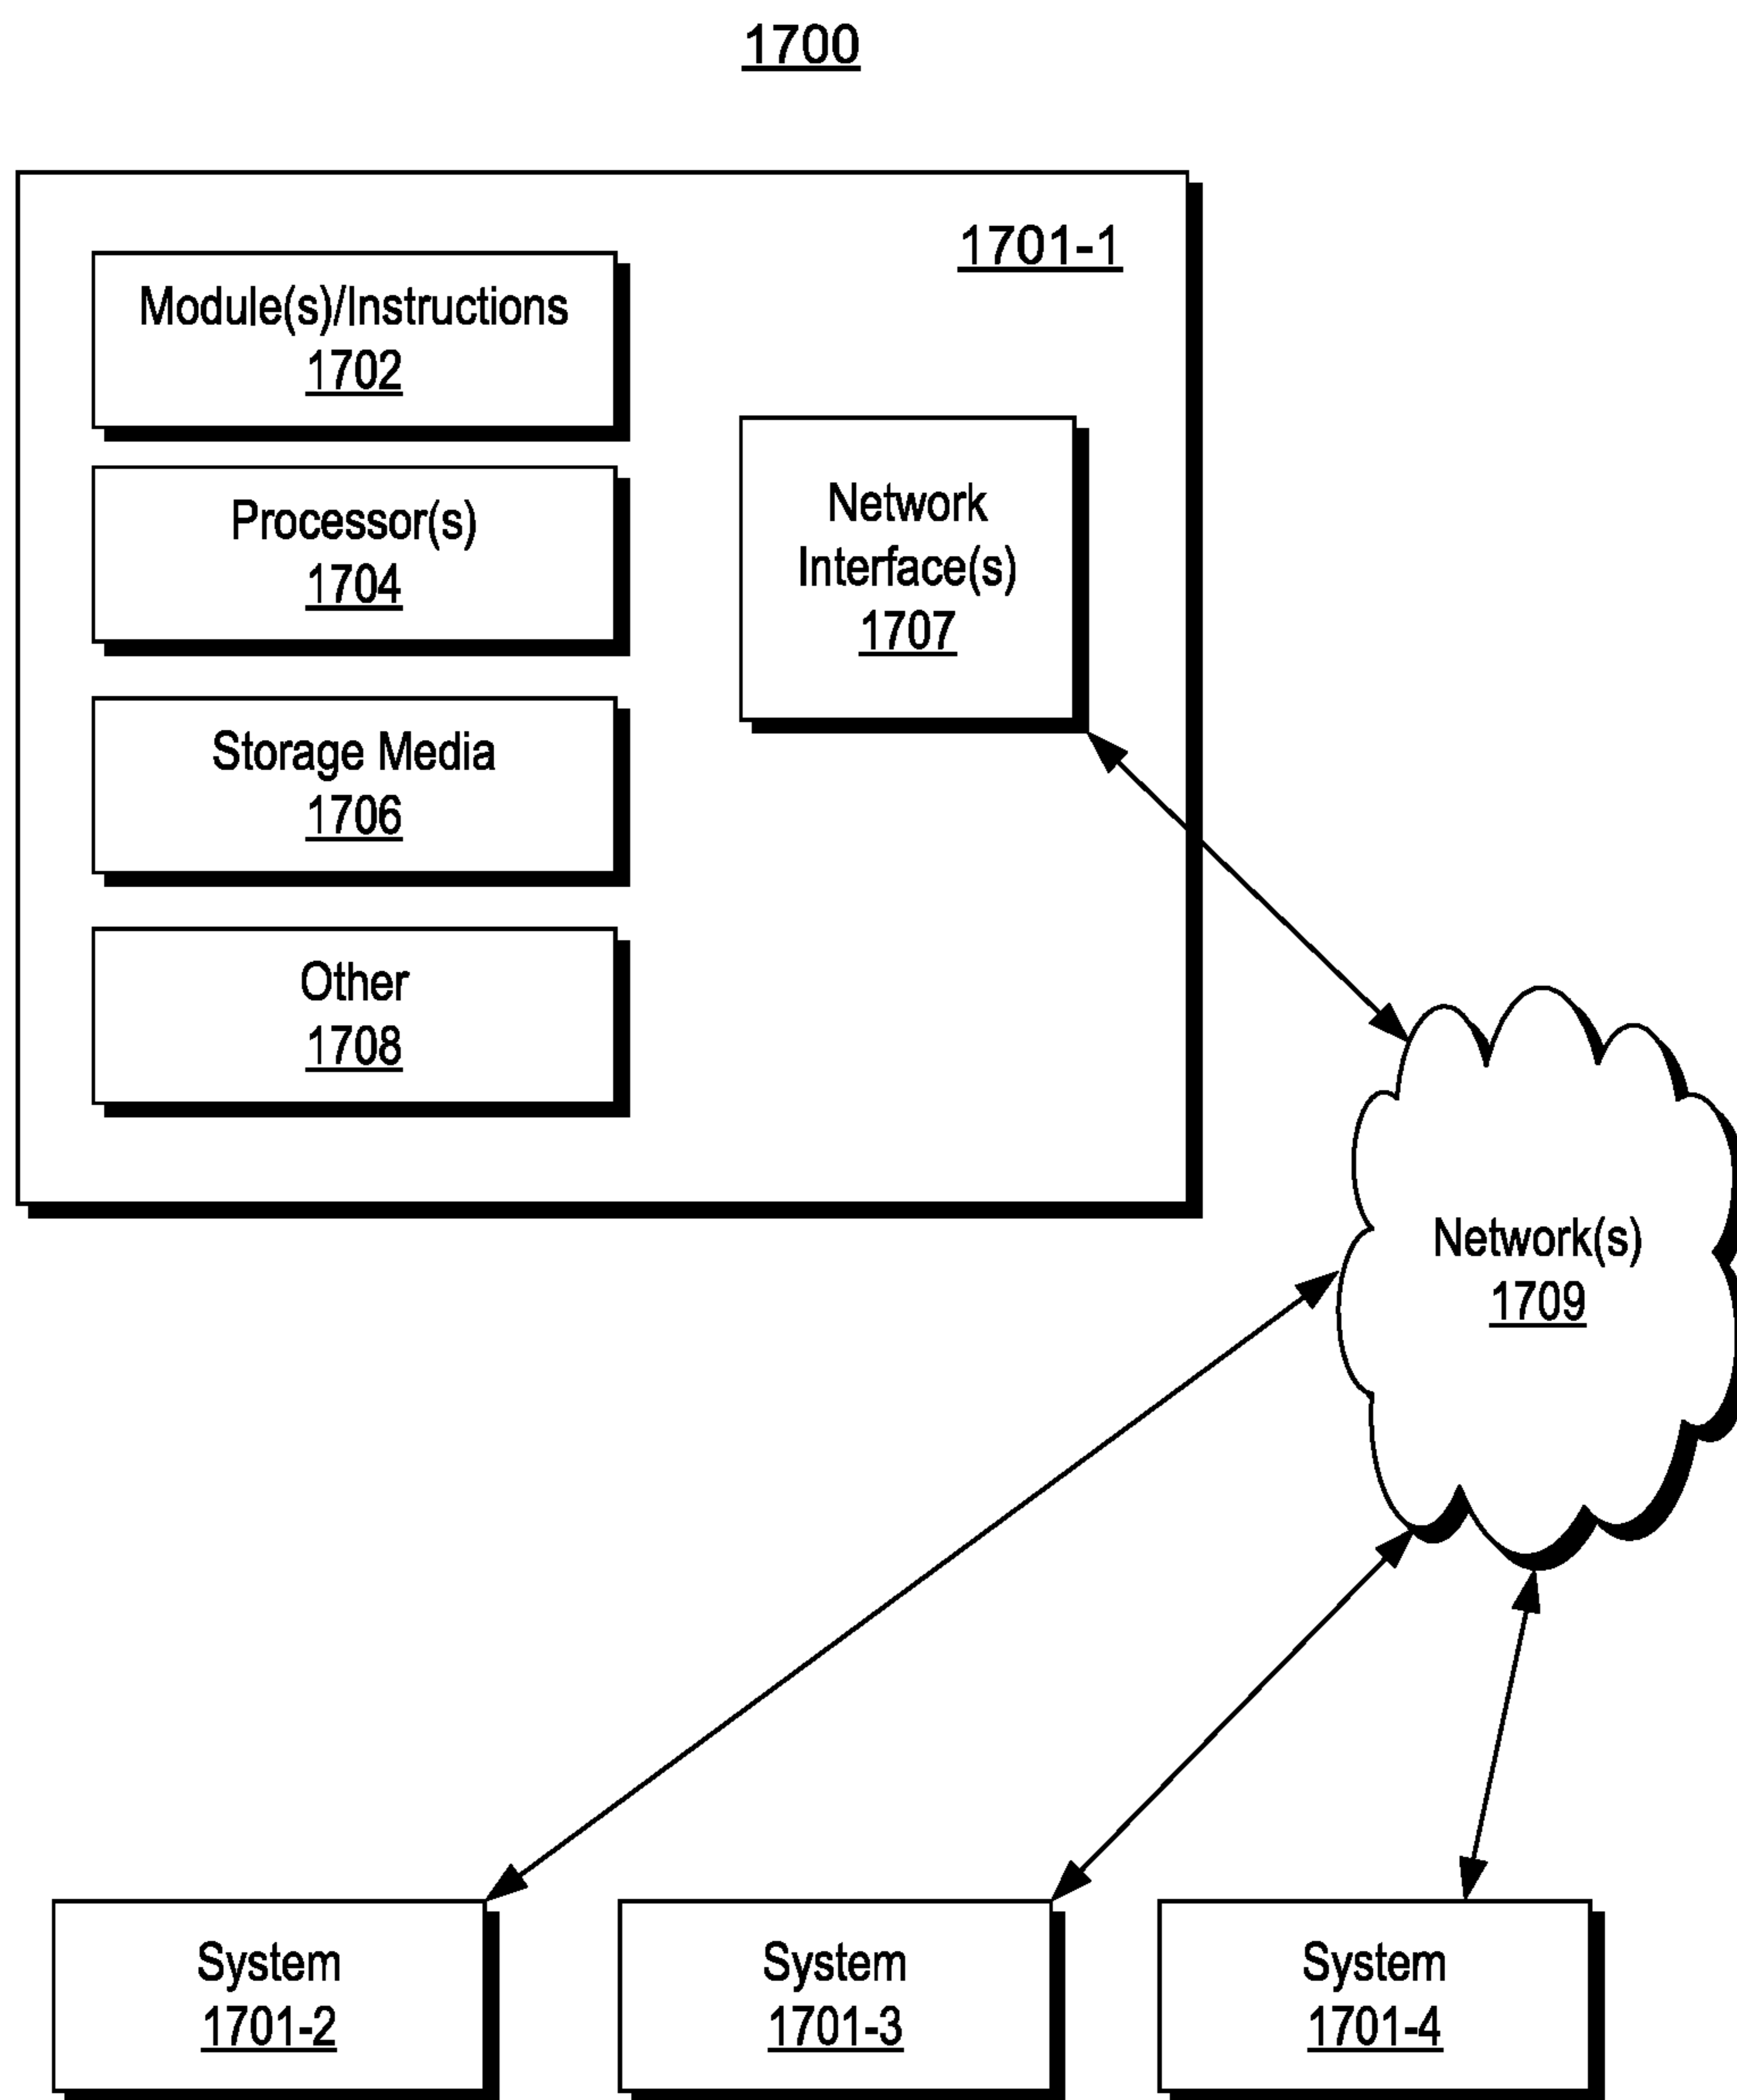 1700
1701-1
Module(s)/Instructions
1702
Processor(s)
1704
Storage Media
1706
Other
1708
Network
Interface(s)
1707
Network(s)
1709
System
1701-2
System
1701-3
System
1701-4